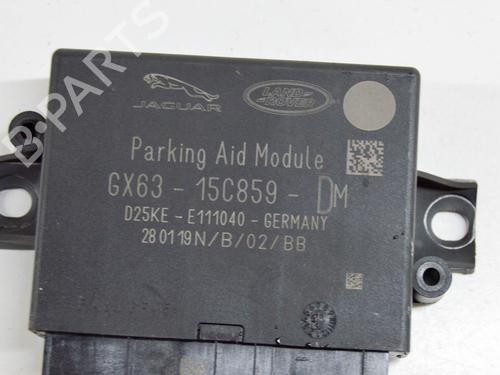 B-PARTS
JAGUAR
LAND ROVER
Parking Aid Module
GX63 - 15C859 - DM
D25KE - E111040 - GERMANY
280119N/B/02/BB